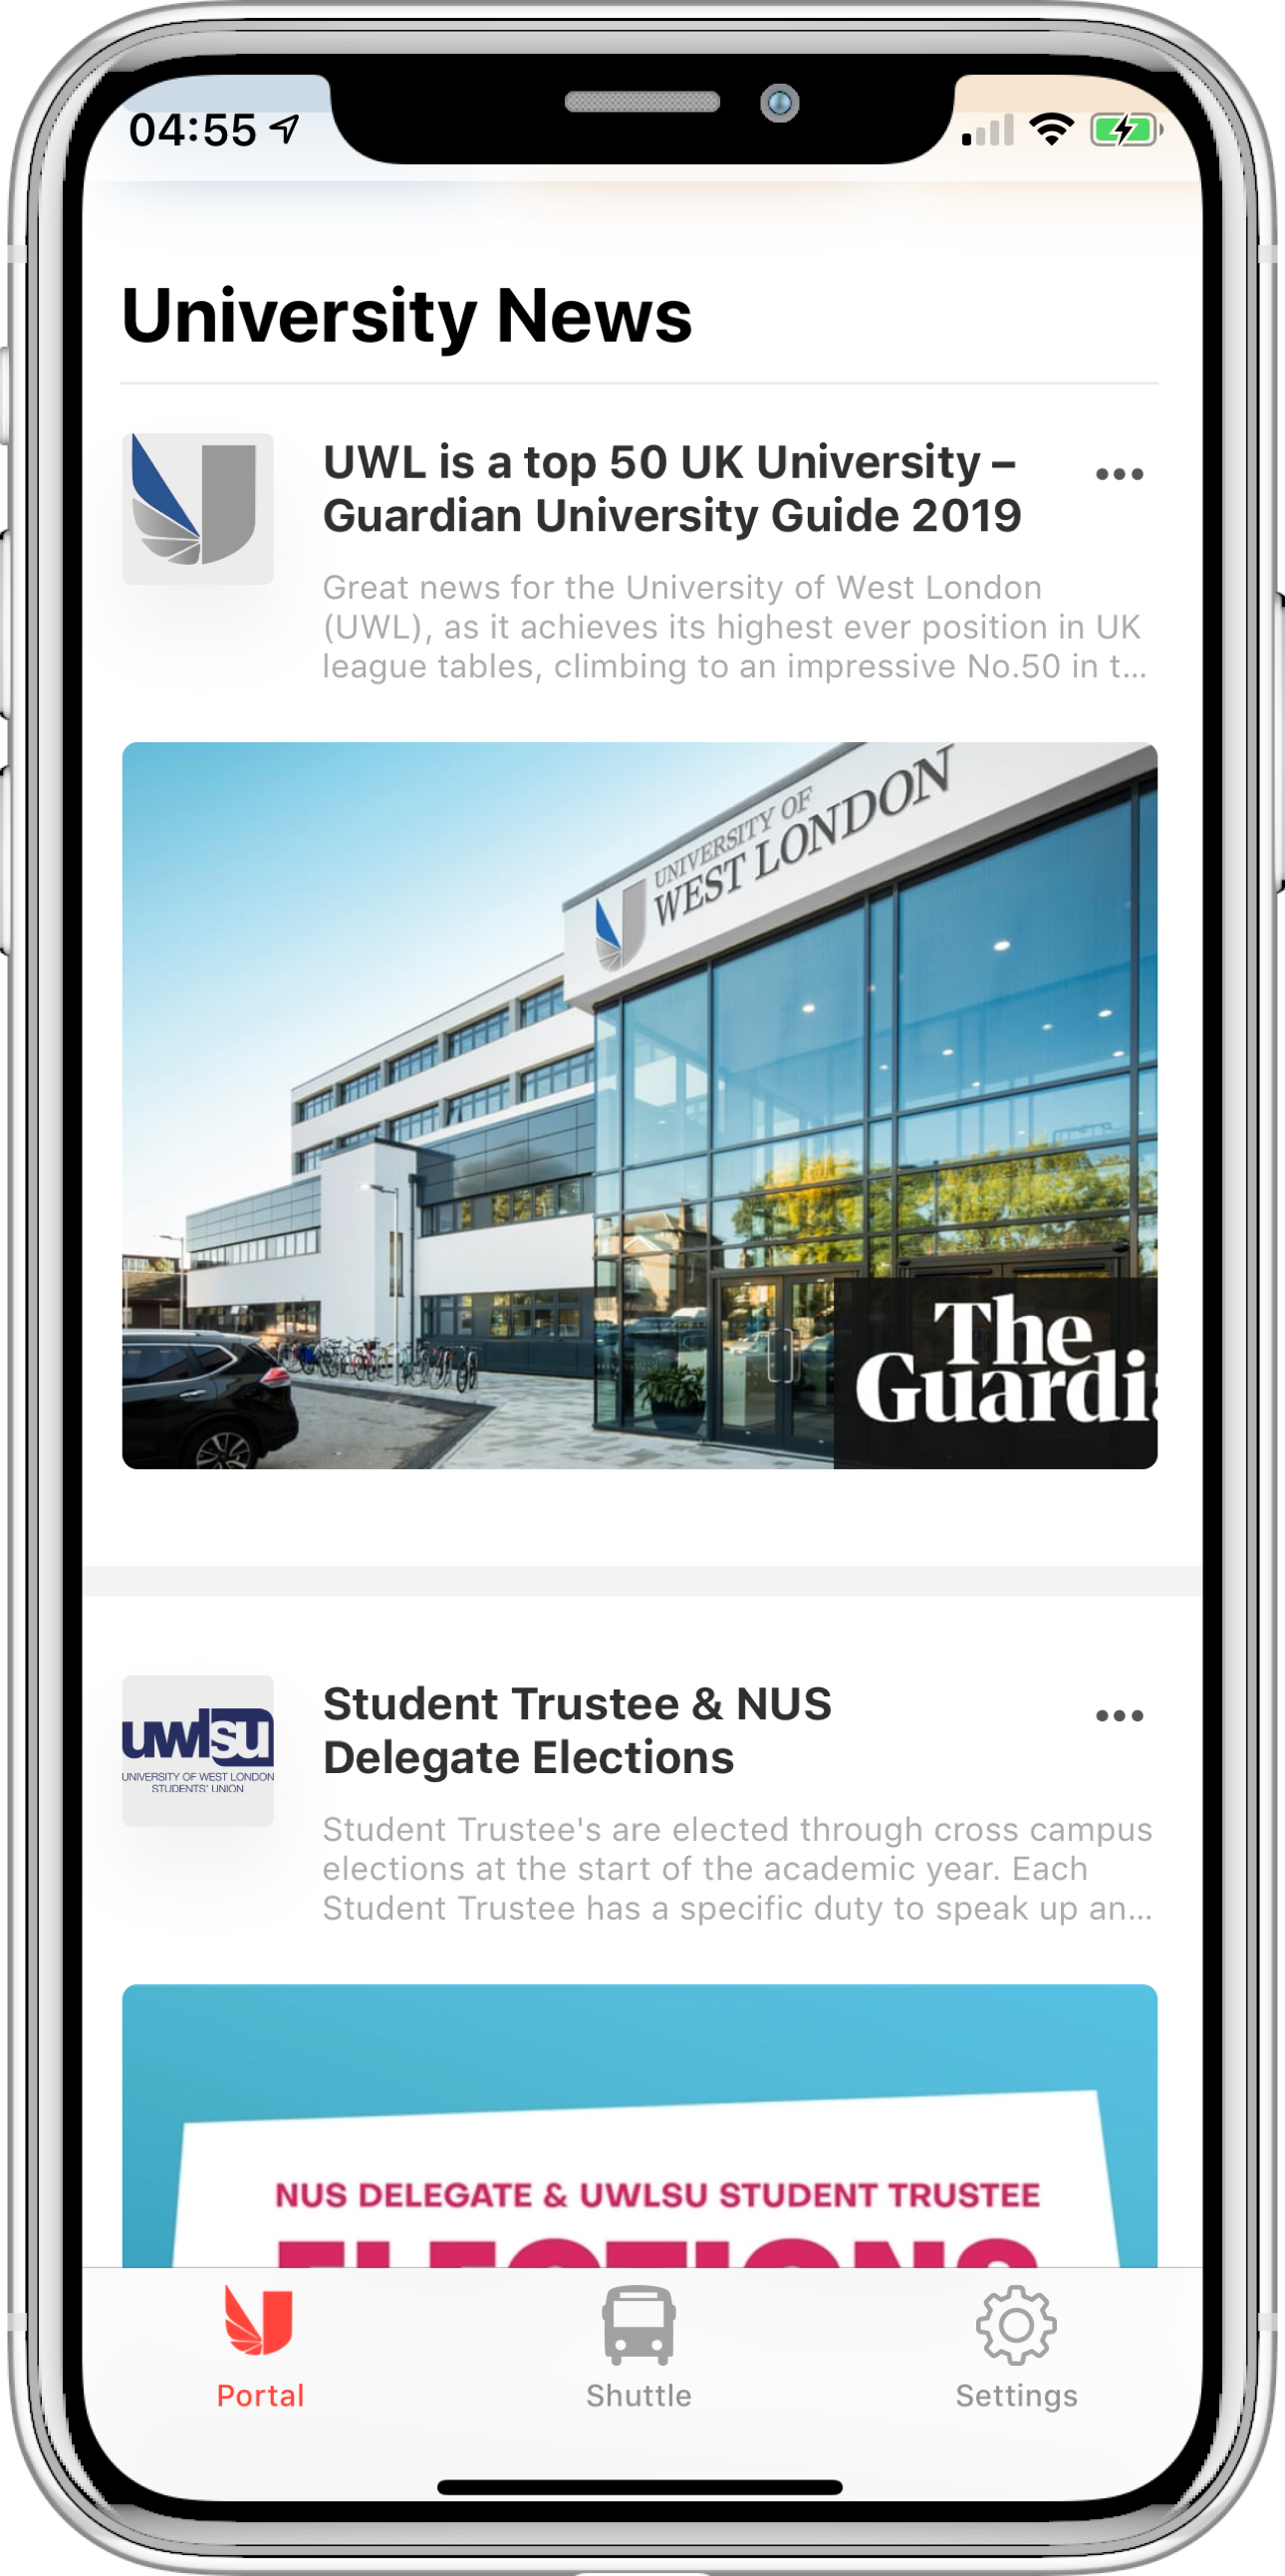 04:55
University News
UWL is a top 50 UK University –
Guardian University Guide 2019
Great news for the University of West London
(UWL), as it achieves its highest ever position in UK
league tables, climbing to an impressive No.50 in t...
UNIVERSITY OF
WEST LONDON
The
Guardia
uwlsu
UNIVERSITY OF WEST LONDON
STUDENTS' UNION
Student Trustee & NUS
Delegate Elections
Student Trustee's are elected through cross campus
elections at the start of the academic year. Each
Student Trustee has a specific duty to speak up an...
NUS DELEGATE & UWLSU STUDENT TRUSTEE
ELECTIONS
Portal
Shuttle
Settings